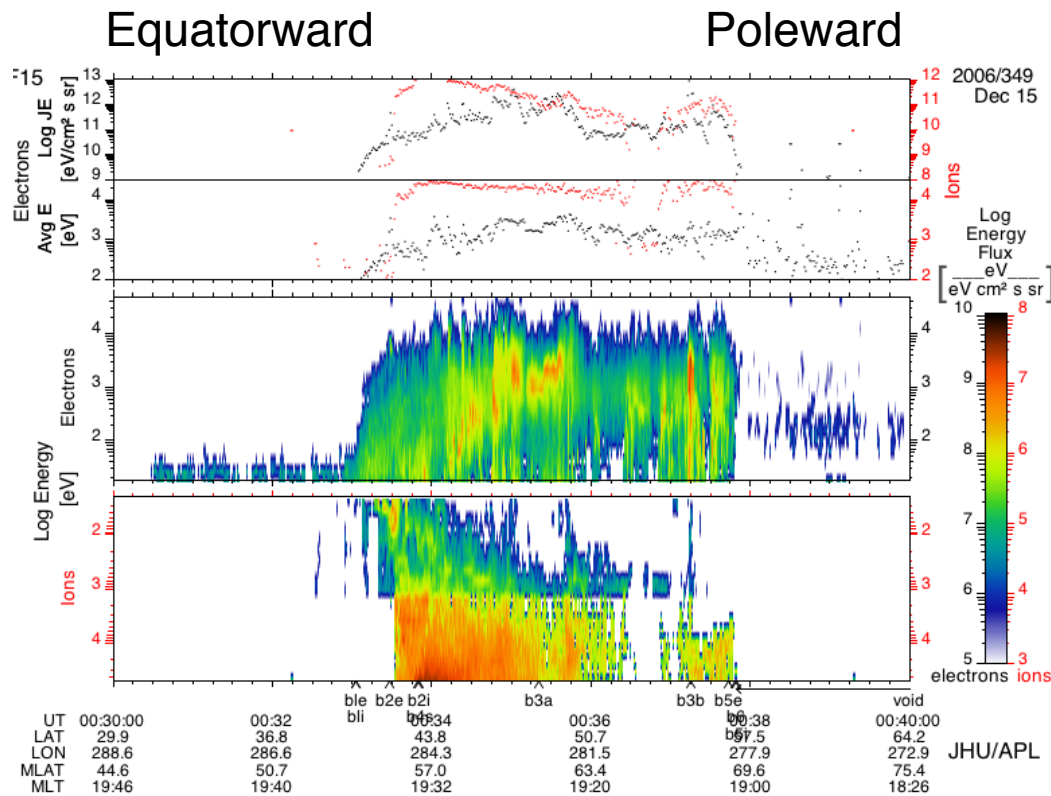 Equatorward Poleward
'15 2006/349
Dec 15
Electrons
Log JE
[eV/cm² s sr]
13
12
11
10
9
12
11
10
9
8
Avg E
[eV]
4
3
2
4
3
2
Ions
Log
Energy
Flux
[ ___eV___ ]
eV cm² s sr
Log Energy
[eV]
Electrons
4
3
2
4
3
2
Ions
2
3
4
2
3
4
10 8
9 7
8 6
7 5
6 4
5 3
electrons ions
ble b2e b2i b3a b3b b5e void
bli b4s b6
UT 00:30:00 00:32 00:34 00:36 00:38 00:40:00
LAT 29.9 36.8 43.8 50.7 57.5 64.2
LON 288.6 286.6 284.3 281.5 277.9 272.9
MLAT 44.6 50.7 57.0 63.4 69.6 75.4
MLT 19:46 19:40 19:32 19:20 19:00 18:26
JHU/APL